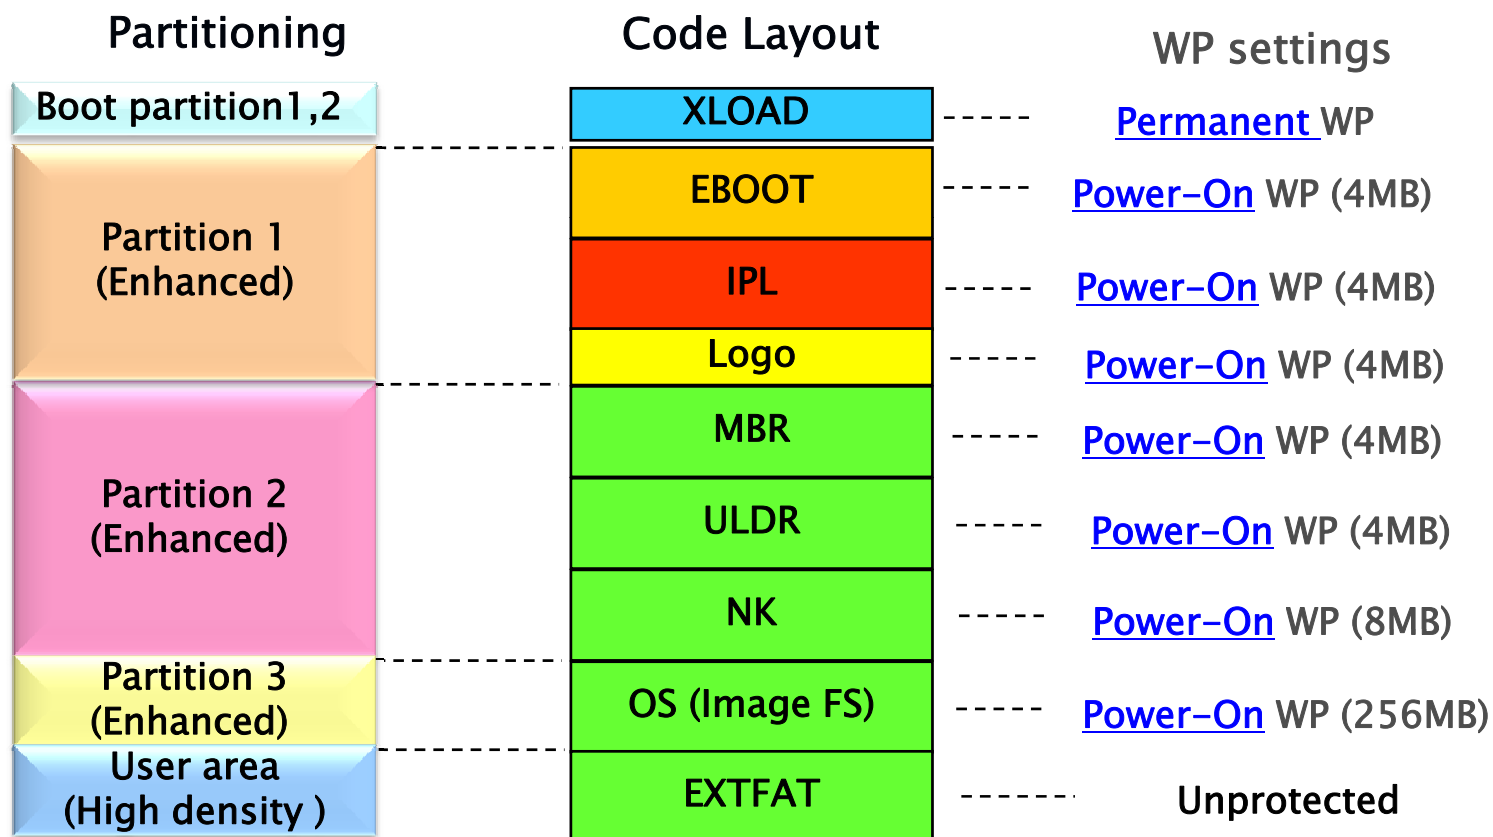 Partitioning
Code Layout
WP settings
Boot partition1,2
XLOAD
Permanent WP
Partition 1
(Enhanced)
EBOOT
Power-On WP (4MB)
IPL
Power-On WP (4MB)
Logo
Power-On WP (4MB)
Partition 2
(Enhanced)
MBR
Power-On WP (4MB)
ULDR
Power-On WP (4MB)
NK
Power-On WP (8MB)
Partition 3
(Enhanced)
OS (Image FS)
Power-On WP (256MB)
User area
(High density )
EXTFAT
Unprotected